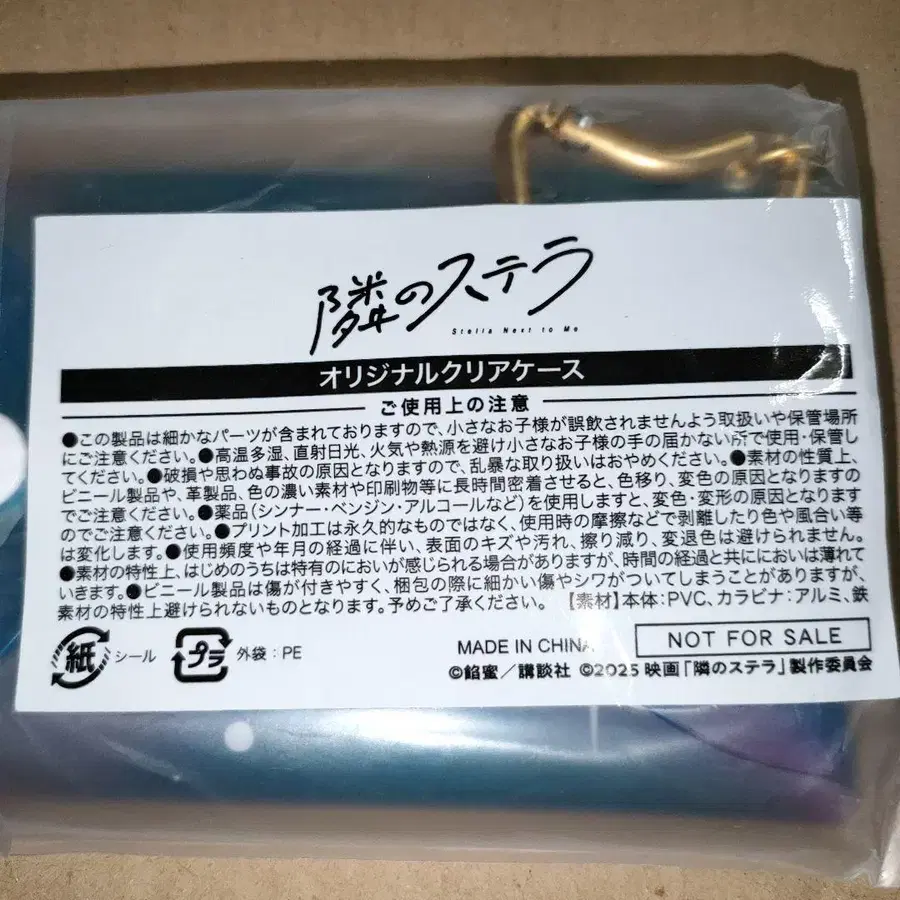 隣のステラ
Stella Next to Me
オリジナルクリアケース
ご使用上の注意
●この製品は細かなパーツが含まれておりますので、小さなお子様が誤飲されませんよう取扱いや保管場所
にご注意ください。●高温多湿、直射日光、火気や熱源を避け小さなお子様の手の届かない所で使用・保管し
てください。●破損や思わぬ事故の原因となりますので、乱暴な取り扱いはおやめください。●素材の性質上、
ビニール製品や、革製品、色の濃い素材や印刷物等に長時間密着させると、色移り、変色の原因となりますの
でご注意ください。●薬品(シンナー・ベンジン・アルコールなど)を使用しますと、変色・変形の原因となります
のでご注意ください。●プリント加工は永久的なものではなく、使用時の摩擦などで剥離したり色や風合い等
は変化します。●使用頻度や年月の経過に伴い、表面のキズや汚れ、擦り減り、変退色は避けられません。
●素材の特性上、はじめのうちは特有のにおいが感じられる場合がありますが、時間の経過と共ににおいは薄れて
いきます。●ビニール製品は傷が付きやすく、梱包の際に細かい傷やシワがついてしまうことがありますが、
素材の特性上避けられないものとなります。予めご了承ください。 【素材】本体:PVC、カラビナ:アルミ、鉄
紙 シール プラ 外袋:PE MADE IN CHINA NOT FOR SALE
©餡蜜/講談社 ©2025 映画「隣のステラ」製作委員会